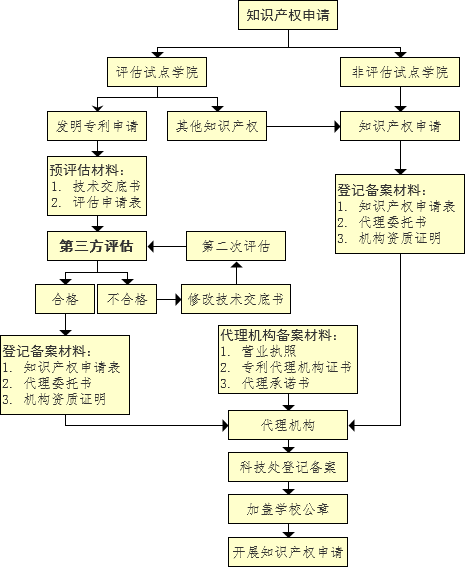 知识产权申请
评估试点学院
非评估试点学院
发明专利申请
其他知识产权
知识产权申请
预评估材料：
1. 技术交底书
2. 评估申请表
登记备案材料：
1. 知识产权申请表
2. 代理委托书
3. 机构资质证明
第三方评估
第二次评估
合格
不合格
修改技术交底书
登记备案材料：
1. 知识产权申请表
2. 代理委托书
3. 机构资质证明
代理机构备案材料：
1. 营业执照
2. 专利代理机构证书
3. 代理承诺书
代理机构
科技处登记备案
加盖学校公章
开展知识产权申请